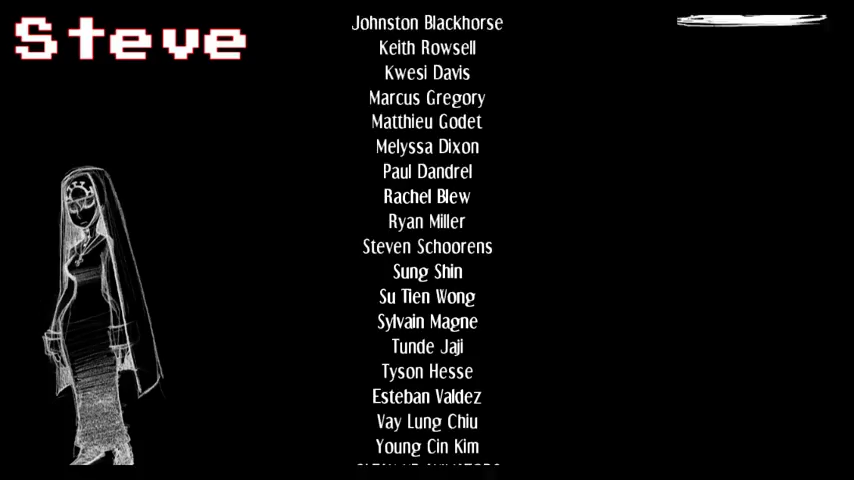 Steve
Johnston Blackhorse
Keith Rowsell
Kwesi Davis
Marcus Gregory
Matthieu Godet
Melyssa Dixon
Paul Dandrel
Rachel Blew
Ryan Miller
Steven Schoorens
Sung Shin
Su Tien Wong
Sylvain Magne
Tunde Jaji
Tyson Hesse
Esteban Valdez
Vay Lung Chiu
Young Cin Kim